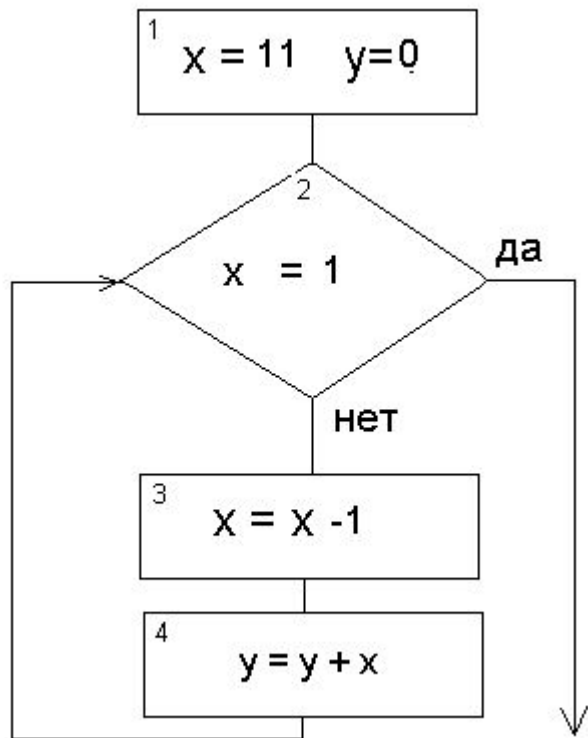 1
x = 11 y=0
2
x = 1
да
нет
3
x = x -1
4
y = y + x